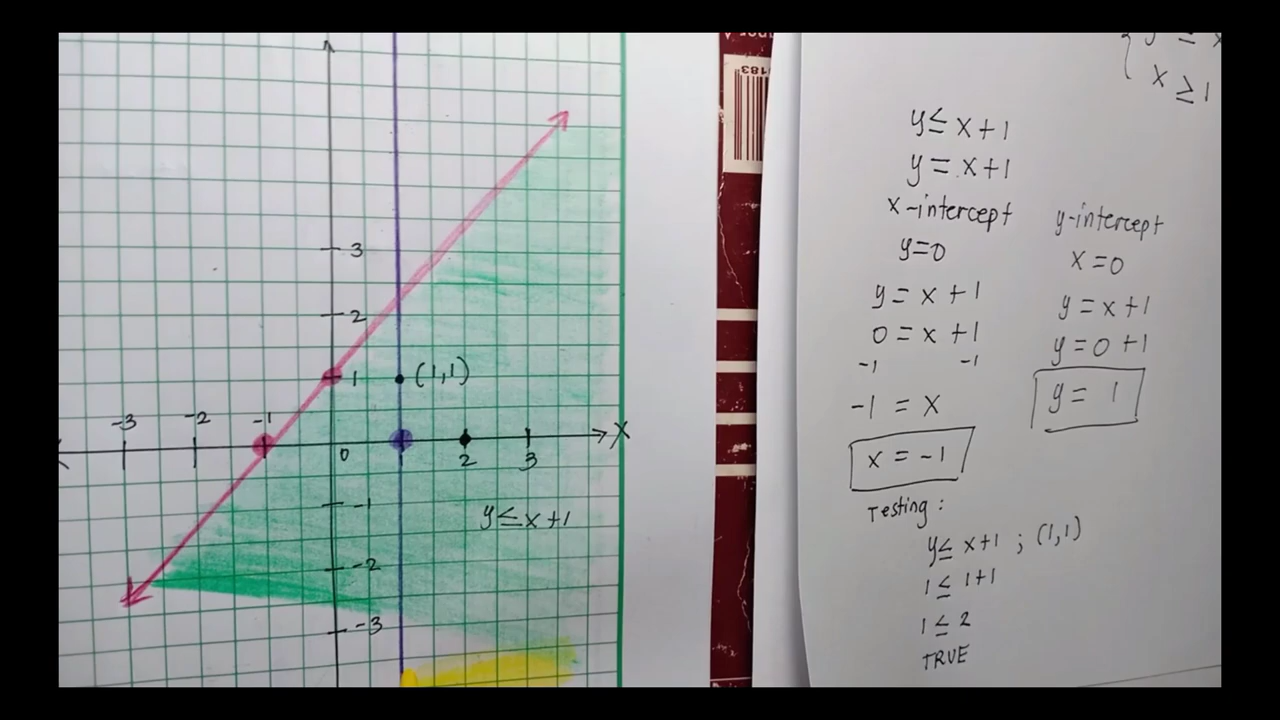 3
2
1
(1,1)
-3 -2 -1
X
0 2 3
-1
y≤x+1
-2
-3
183
x ≥ 1
y≤ x+1
y = x+1
x-intercept
y=0
y = x+1
0 = x+1
-1 -1
-1 = x
x = -1
y-intercept
x=0
y = x+1
y = 0+1
y = 1
Testing:
y≤ x+1 ; (1,1)
1 ≤ 1+1
1 ≤ 2
TRUE